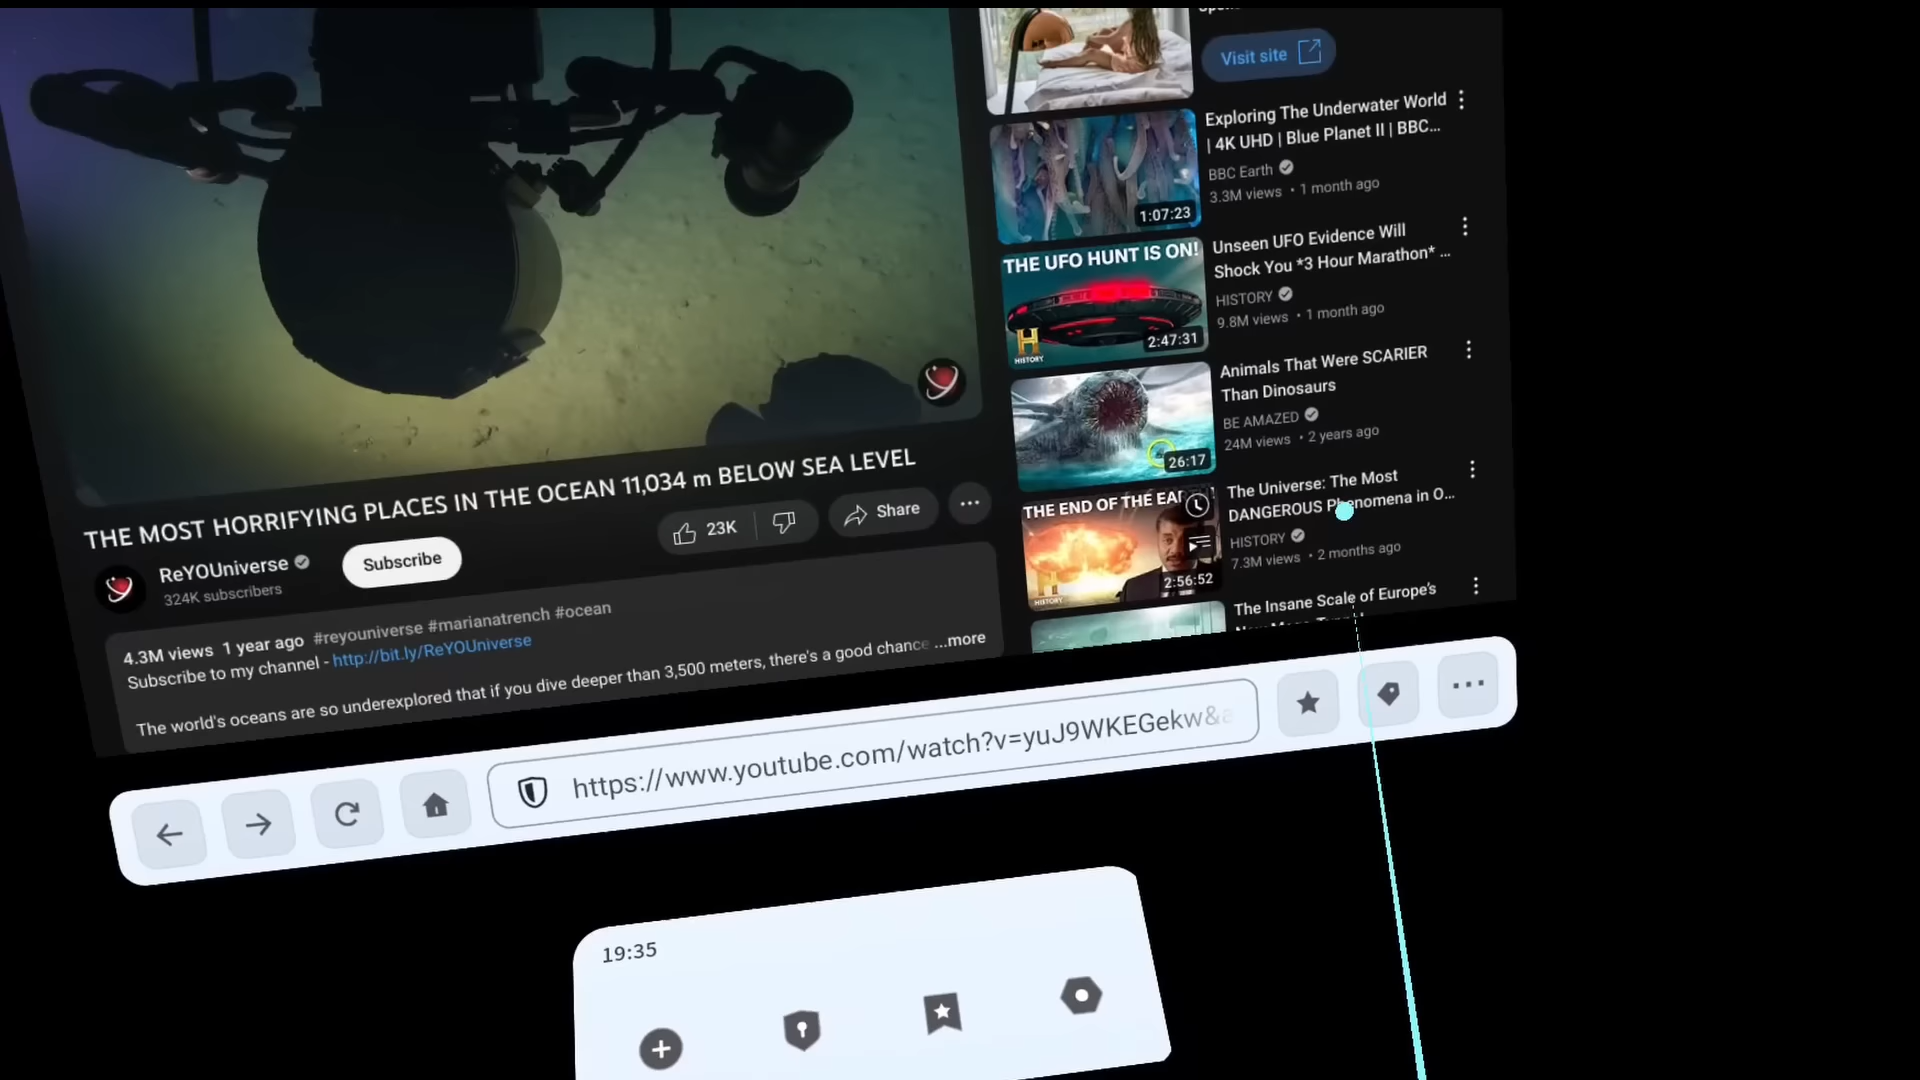 THE MOST HORRIFYING PLACES IN THE OCEAN 11,034 m BELOW SEA LEVEL
ReYOUniverse
324K subscribers
Subscribe
23K
Share
4.3M views 1 year ago #reyouniverse #marianatrench #ocean
Subscribe to my channel - http://bit.ly/ReYOUniverse
The world's oceans are so underexplored that if you dive deeper than 3,500 meters, there's a good chance ...more
Visit site
1:07:23
Exploring The Underwater World
| 4K UHD | Blue Planet II | BBC...
BBC Earth
3.3M views • 1 month ago
THE UFO HUNT IS ON!
HISTORY
2:47:31
Unseen UFO Evidence Will
Shock You *3 Hour Marathon* ...
HISTORY
9.8M views • 1 month ago
26:17
Animals That Were SCARIER
Than Dinosaurs
BE AMAZED
24M views • 2 years ago
THE END OF THE
HISTORY
2:56:52
The Universe: The Most
DANGEROUS Phenomena in O...
HISTORY
7.3M views • 2 months ago
The Insane Scale of Europe's
https://www.youtube.com/watch?v=yuJ9WKEGekw&
19:35